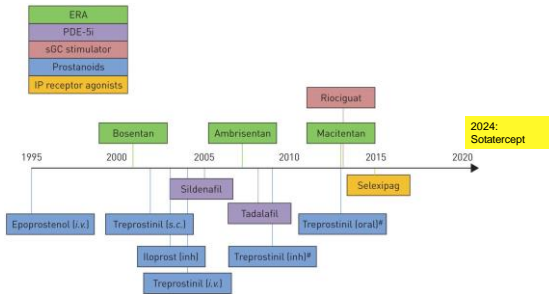 ERA
PDE-5i
sGC stimulator
Prostanoids
IP receptor agonists
Riociguat
Bosentan
Ambrisentan
Macitentan
2024:
Sotatercept
1995
2000
2005
2010
2015
2020
Sildenafil
Selexipag
Tadalafil
Epoprostenol (i.v.)
Treprostinil (s.c.)
Treprostinil (oral)#
Iloprost (inh)
Treprostinil (inh)#
Treprostinil (i.v.)